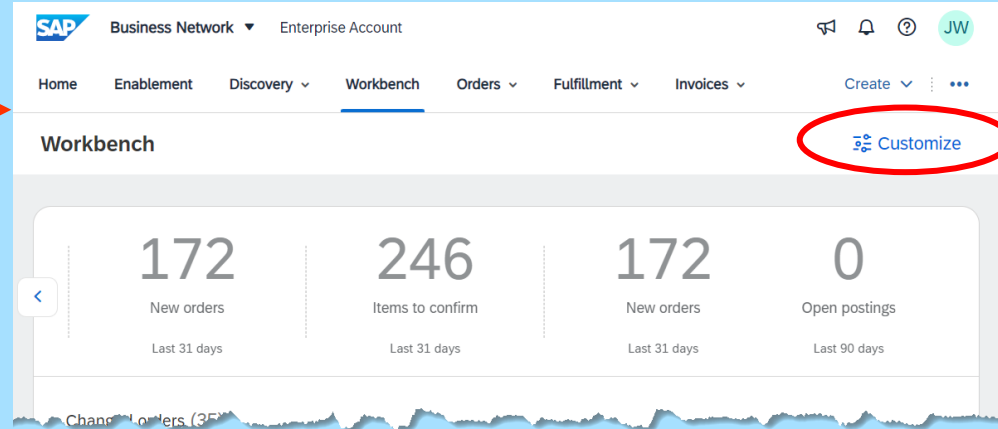 SAP Business Network Enterprise Account JW
Home Enablement Discovery Workbench Orders Fulfillment Invoices Create
Workbench Customize
172 246 172 0
New orders Items to confirm New orders Open postings
Last 31 days Last 31 days Last 31 days Last 90 days
orders